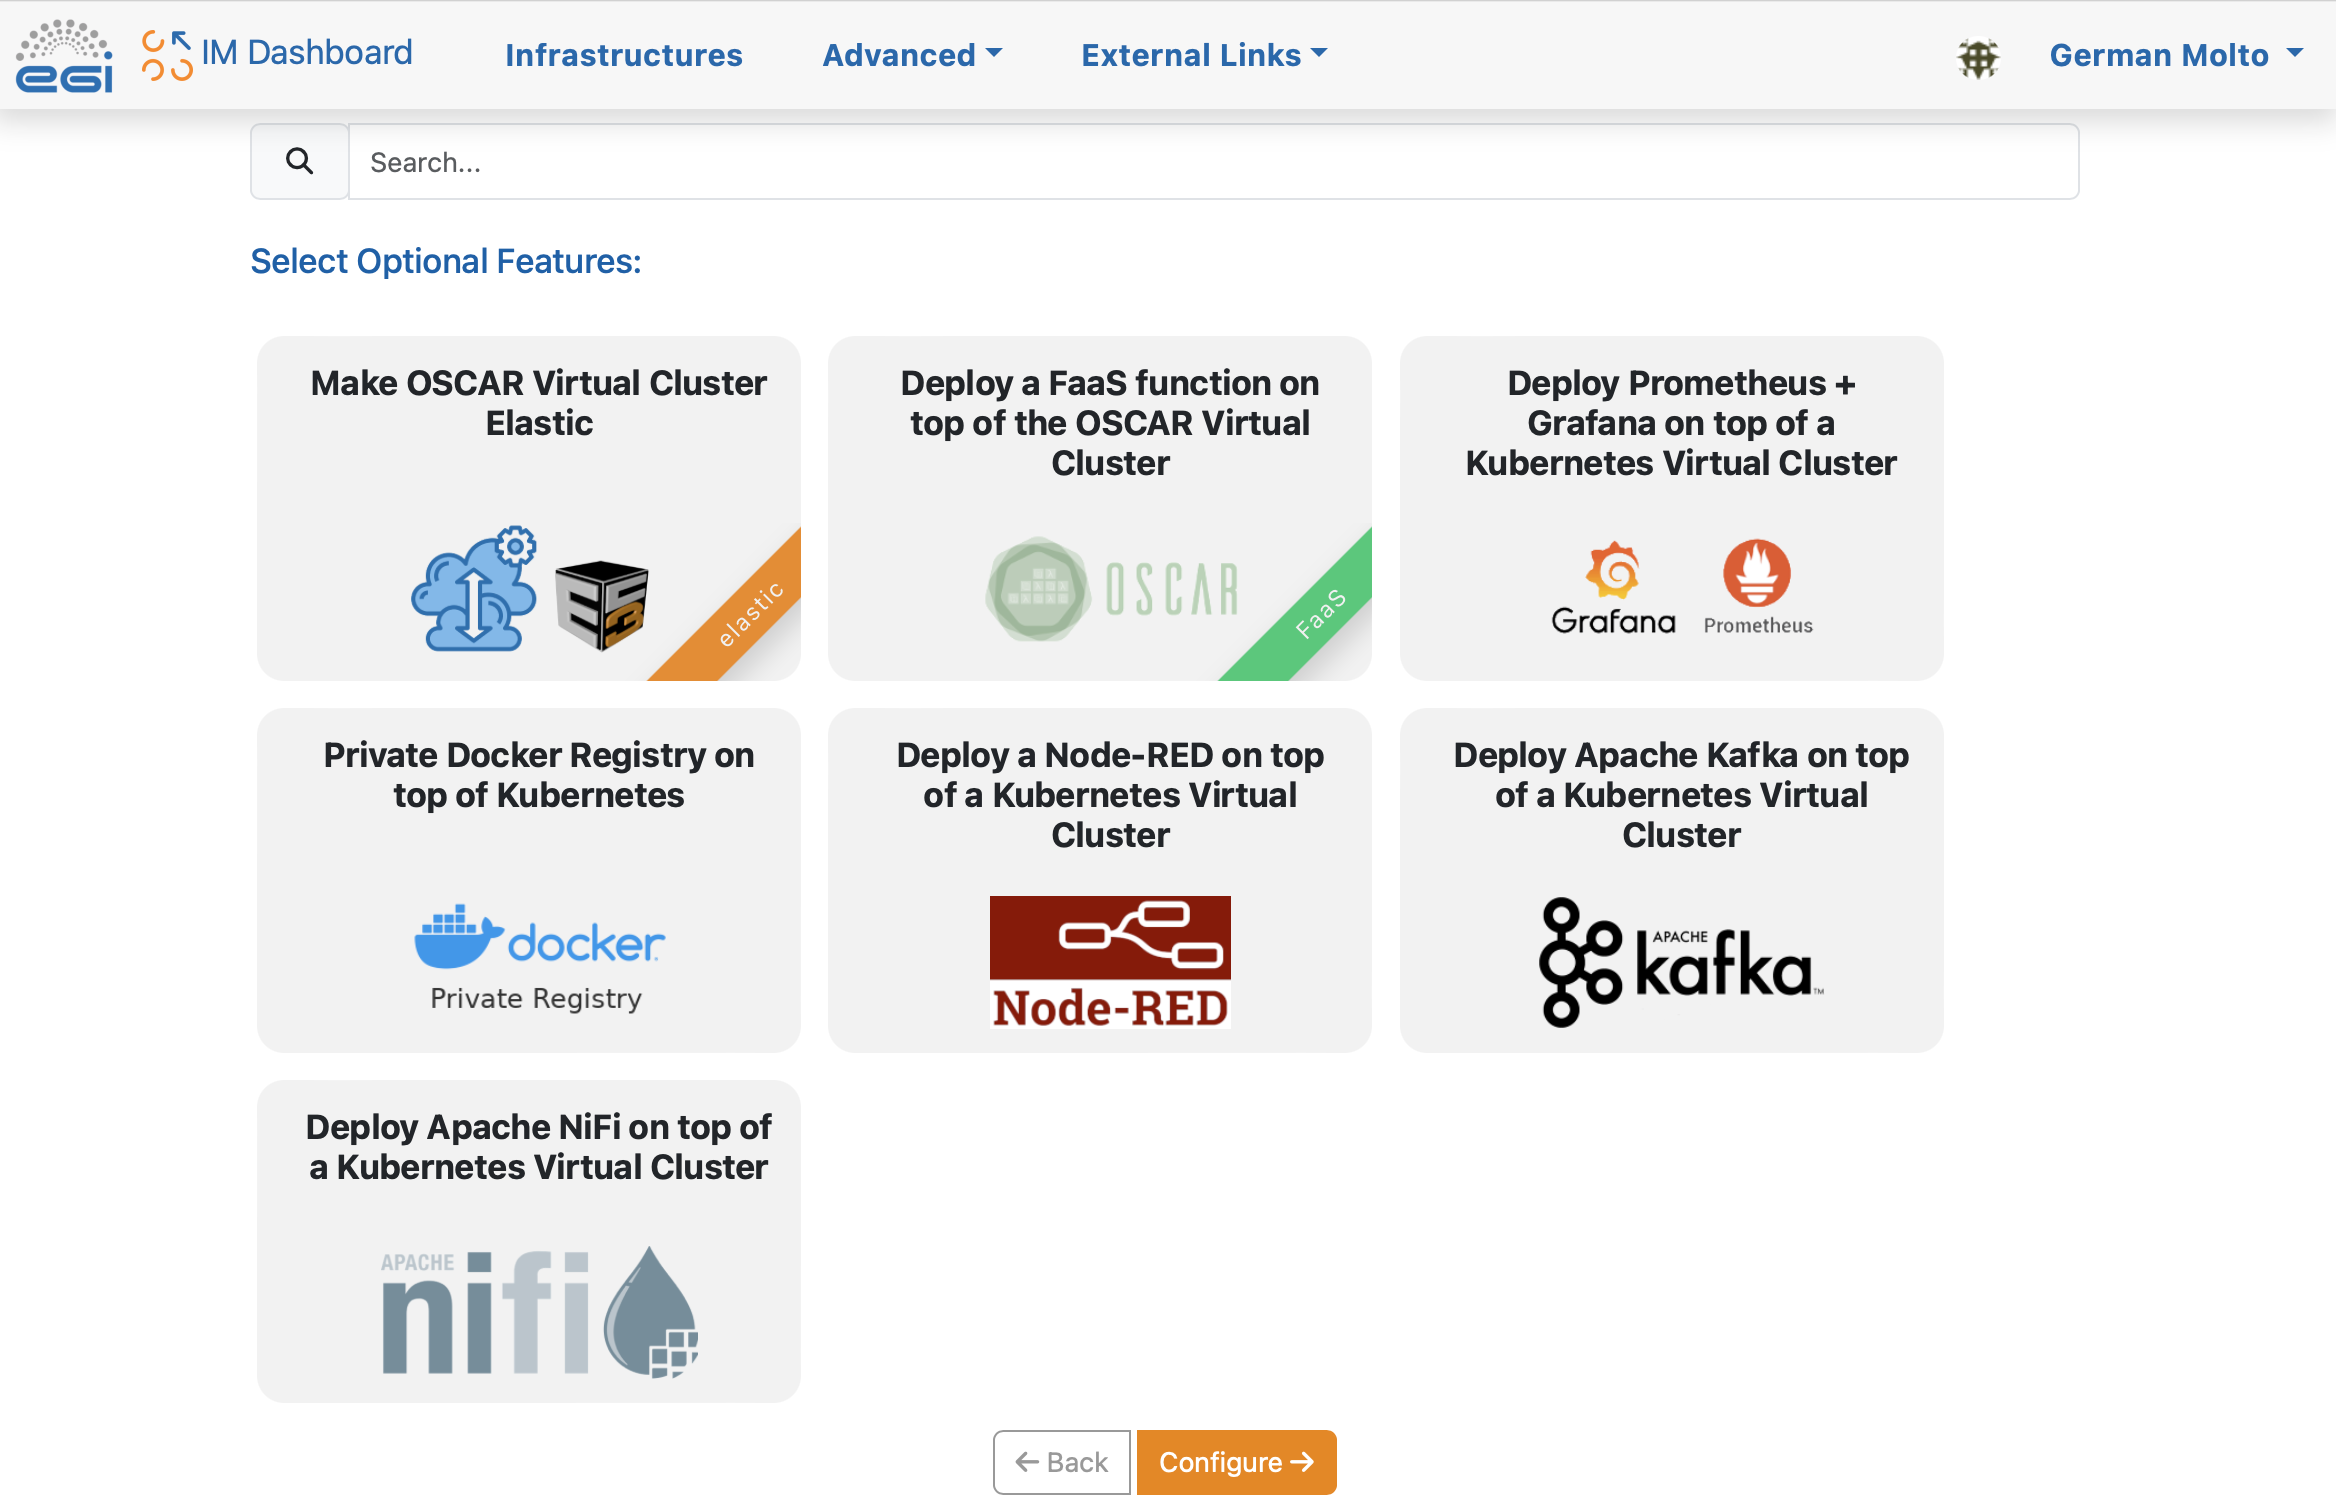 egi
IM Dashboard
Infrastructures
Advanced
External Links
German Molto
Search...
Select Optional Features:
Make OSCAR Virtual Cluster
Elastic
ES3
elastic
Deploy a FaaS function on
top of the OSCAR Virtual
Cluster
OSCAR
FaaS
Deploy Prometheus +
Grafana on top of a
Kubernetes Virtual Cluster
Grafana
Prometheus
Private Docker Registry on
top of Kubernetes
docker
Private Registry
Deploy a Node-RED on top
of a Kubernetes Virtual
Cluster
Node-RED
Deploy Apache Kafka on top
of a Kubernetes Virtual
Cluster
APACHE
kafka™
Deploy Apache NiFi on top of
a Kubernetes Virtual Cluster
APACHE
nifi
← Back
Configure →